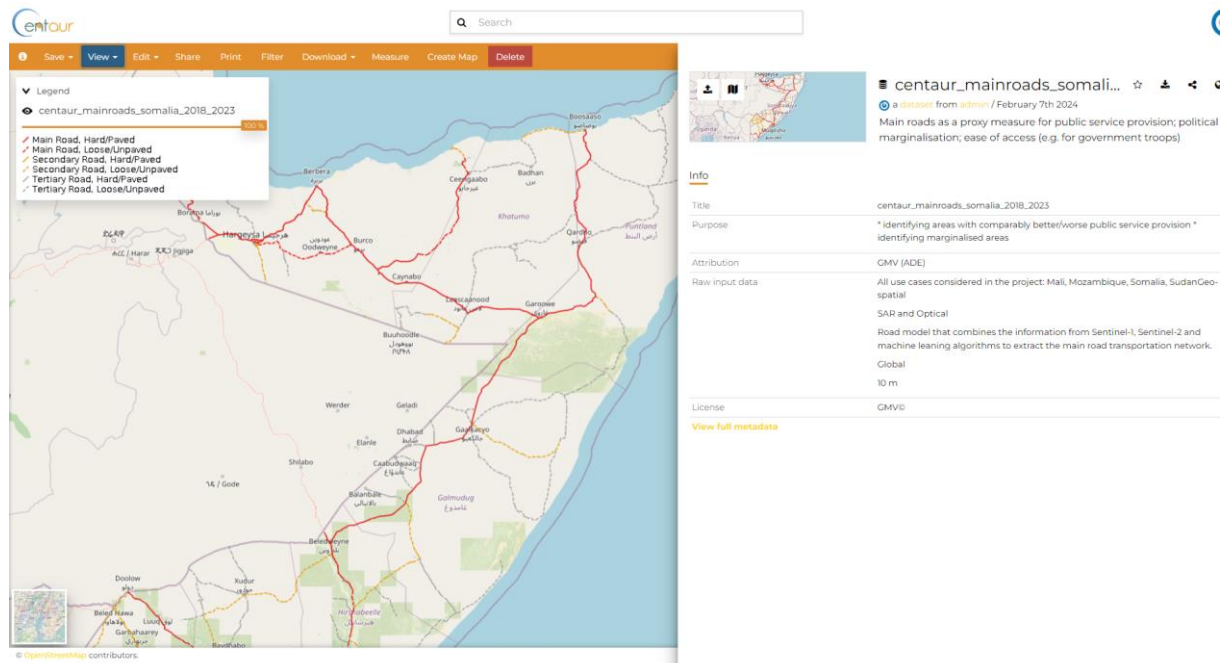 Centaur
Search
Save View Edit Share Print Filter Download Measure Create Map Delete
Legend
centaur_mainroads_somalia_2018_2023
100 %
Main Road, Hard/Paved
Main Road, Loose/Unpaved
Secondary Road, Hard/Paved
Secondary Road, Loose/Unpaved
Tertiary Road, Hard/Paved
Tertiary Road, Loose/Unpaved
Boosaaso
Berbera
Ceerigaabo
Badhan
Borama
Khatumo
Puntland
أرض البنط
Hargeysa
Oodweyne
Burco
Qardho
Harar
Jigjiga
Caynabo
Laascaanood
Garoowe
Buuhoodle
Werder
Geladi
Dhabad
Gaalkacyo
Elanle
Caabudwaaq
Shilabo
Gode
Balanbale
Galmudug
Beledweyne
Doolow
Xudur
Hirshabeelle
Beled Hawa
Luuq
Garbahaarey
Baydhabo
© OpenStreetMap contributors.
centaur_mainroads_somali...
a dataset from admin / February 7th 2024
Main roads as a proxy measure for public service provision; political
marginalisation; ease of access (e.g. for government troops)
Info
Title centaur_mainroads_somalia_2018_2023
Purpose * identifying areas with comparably better/worse public service provision *
identifying marginalised areas
Attribution GMV (ADE)
Raw input data All use cases considered in the project: Mali, Mozambique, Somalia, SudanGeo-
spatial
SAR and Optical
Road model that combines the information from Sentinel-1, Sentinel-2 and
machine leaning algorithms to extract the main road transportation network.
Global
10 m
License GMV©
View full metadata